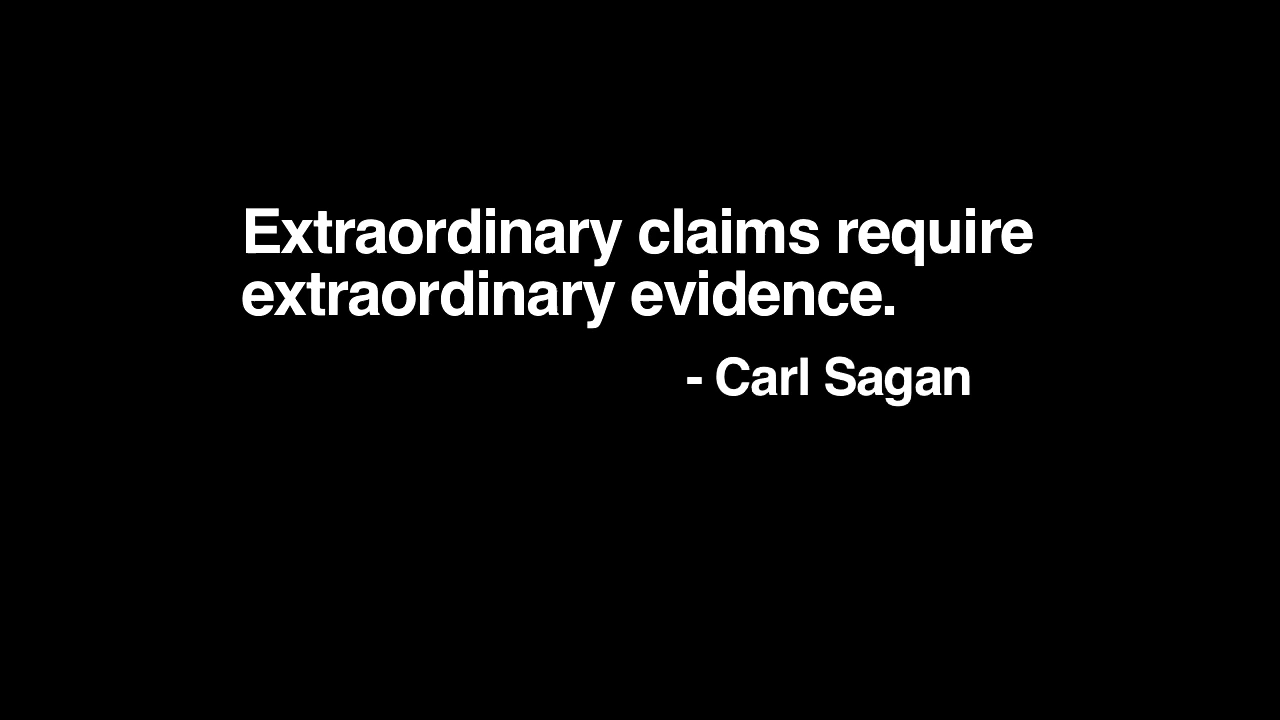 Extraordinary claims require
extraordinary evidence.
- Carl Sagan